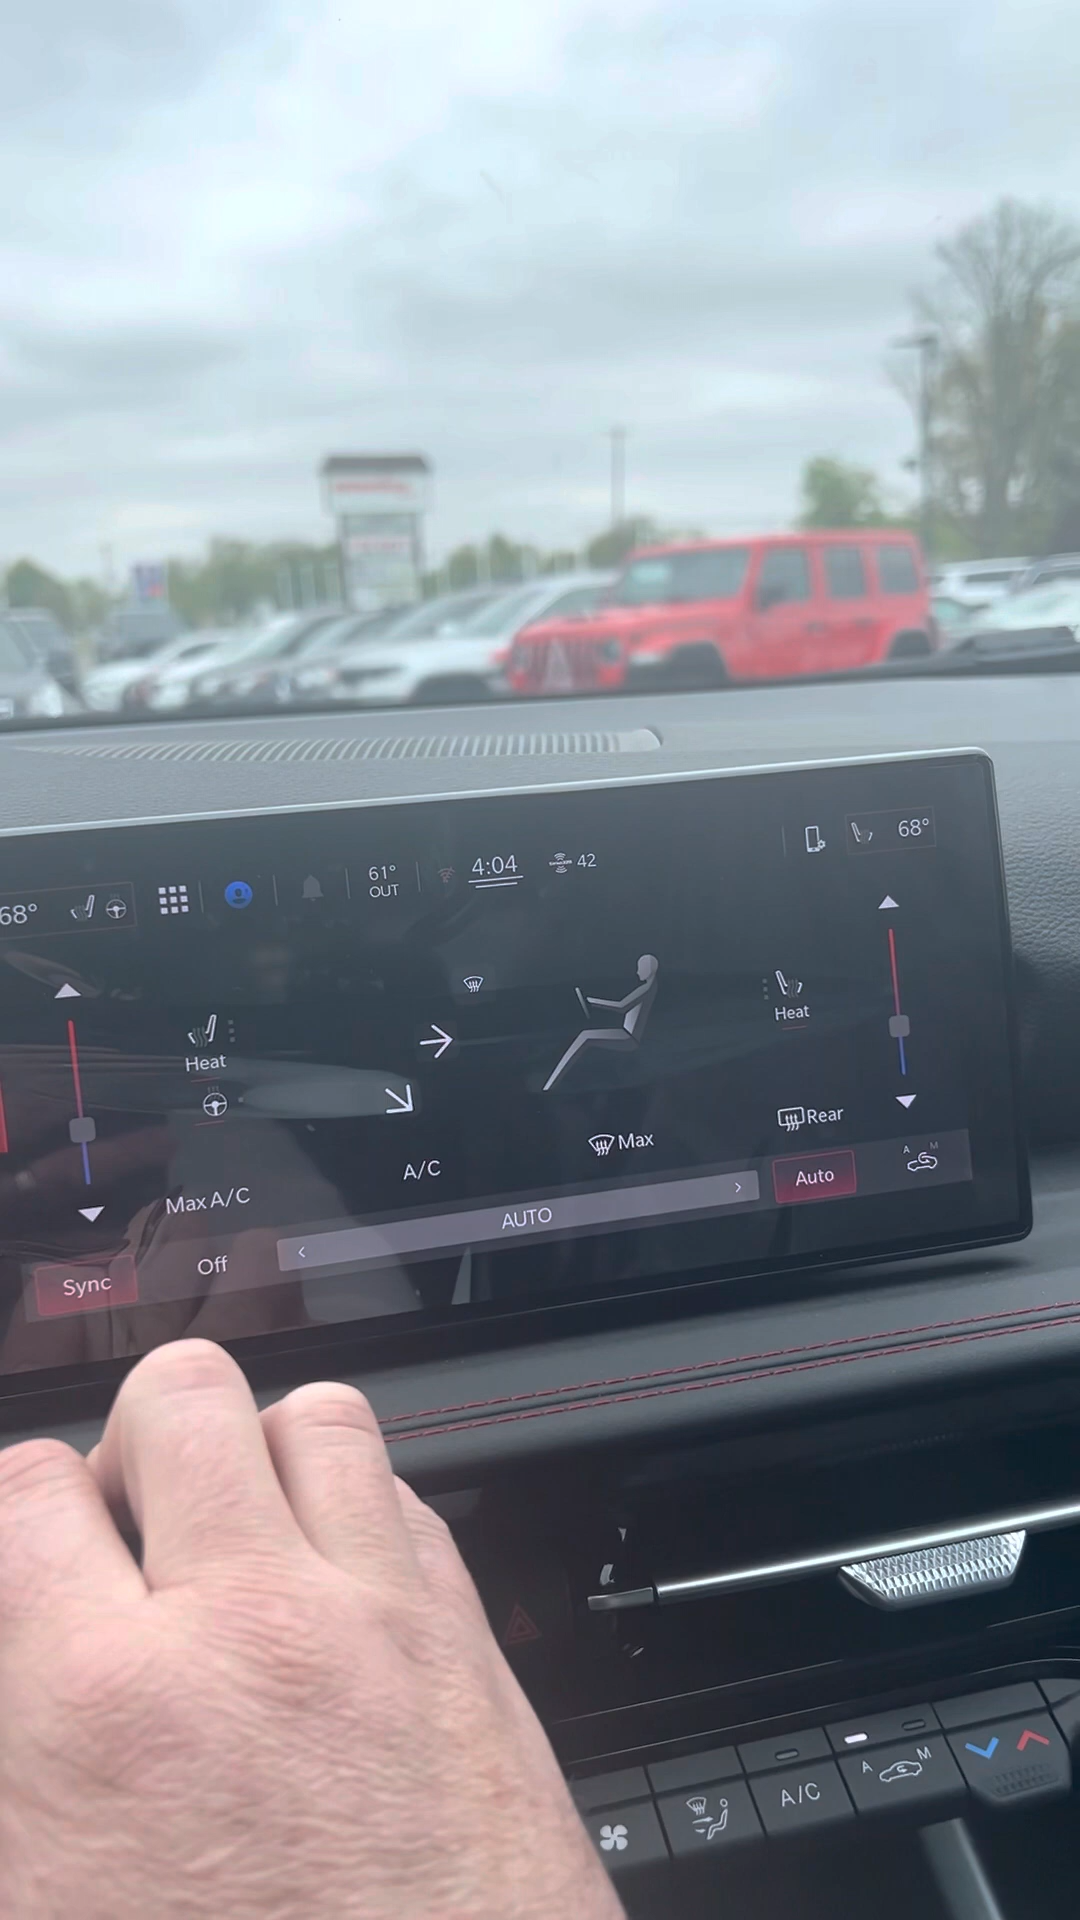 68°
61°
OUT
4:04
42
68°
Heat
Heat
Rear
Max
A/C
Max A/C
Auto
A M
AUTO
Off
Sync
A/C
A M